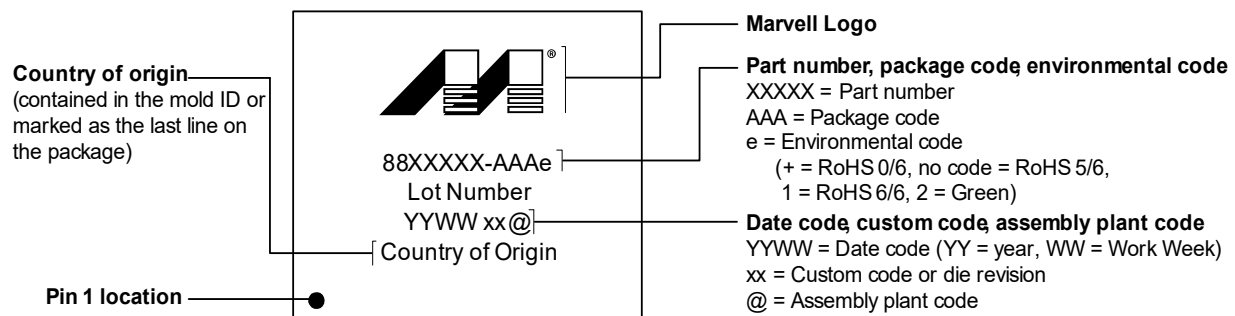 Marvell Logo
Country of origin
(contained in the mold ID or
marked as the last line on
the package)
®
Part number, package code, environmental code
XXXXX = Part number
AAA = Package code
e = Environmental code
(+ = RoHS 0/6, no code = RoHS 5/6,
1 = RoHS 6/6, 2 = Green)
88XXXXX-AAAe
Lot Number
YYWW xx@
Country of Origin
Date code, custom code, assembly plant code
YYWW = Date code (YY = year, WW = Work Week)
xx = Custom code or die revision
@ = Assembly plant code
Pin 1 location